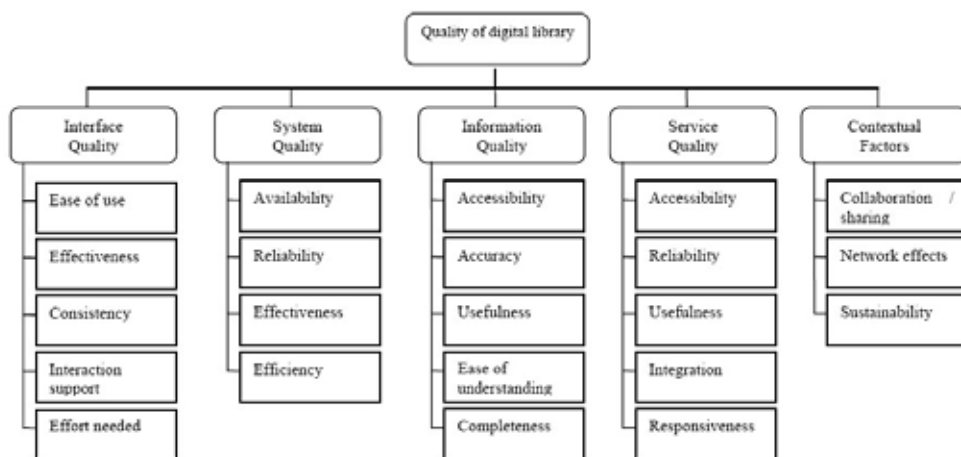 Quality of digital library
Interface
Quality
System
Quality
Information
Quality
Service
Quality
Contextual
Factors
Ease of use
Effectiveness
Consistency
Interaction
support
Effort needed
Availability
Reliability
Effectiveness
Efficiency
Accessibility
Accuracy
Usefulness
Ease of
understanding
Completeness
Accessibility
Reliability
Usefulness
Integration
Responsiveness
Collaboration /
sharing
Network effects
Sustainability